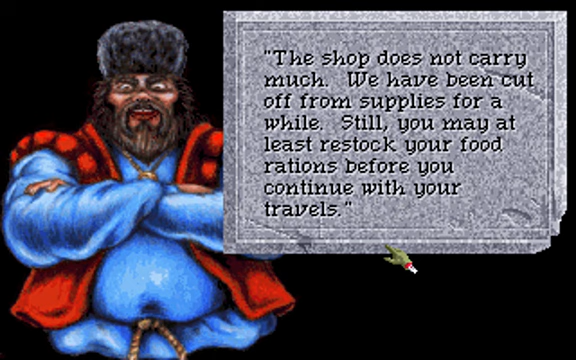 "The shop does not carry
much. We have been cut
off from supplies for a
while. Still, you may at
least restock your food
rations before you
continue with your
travels."